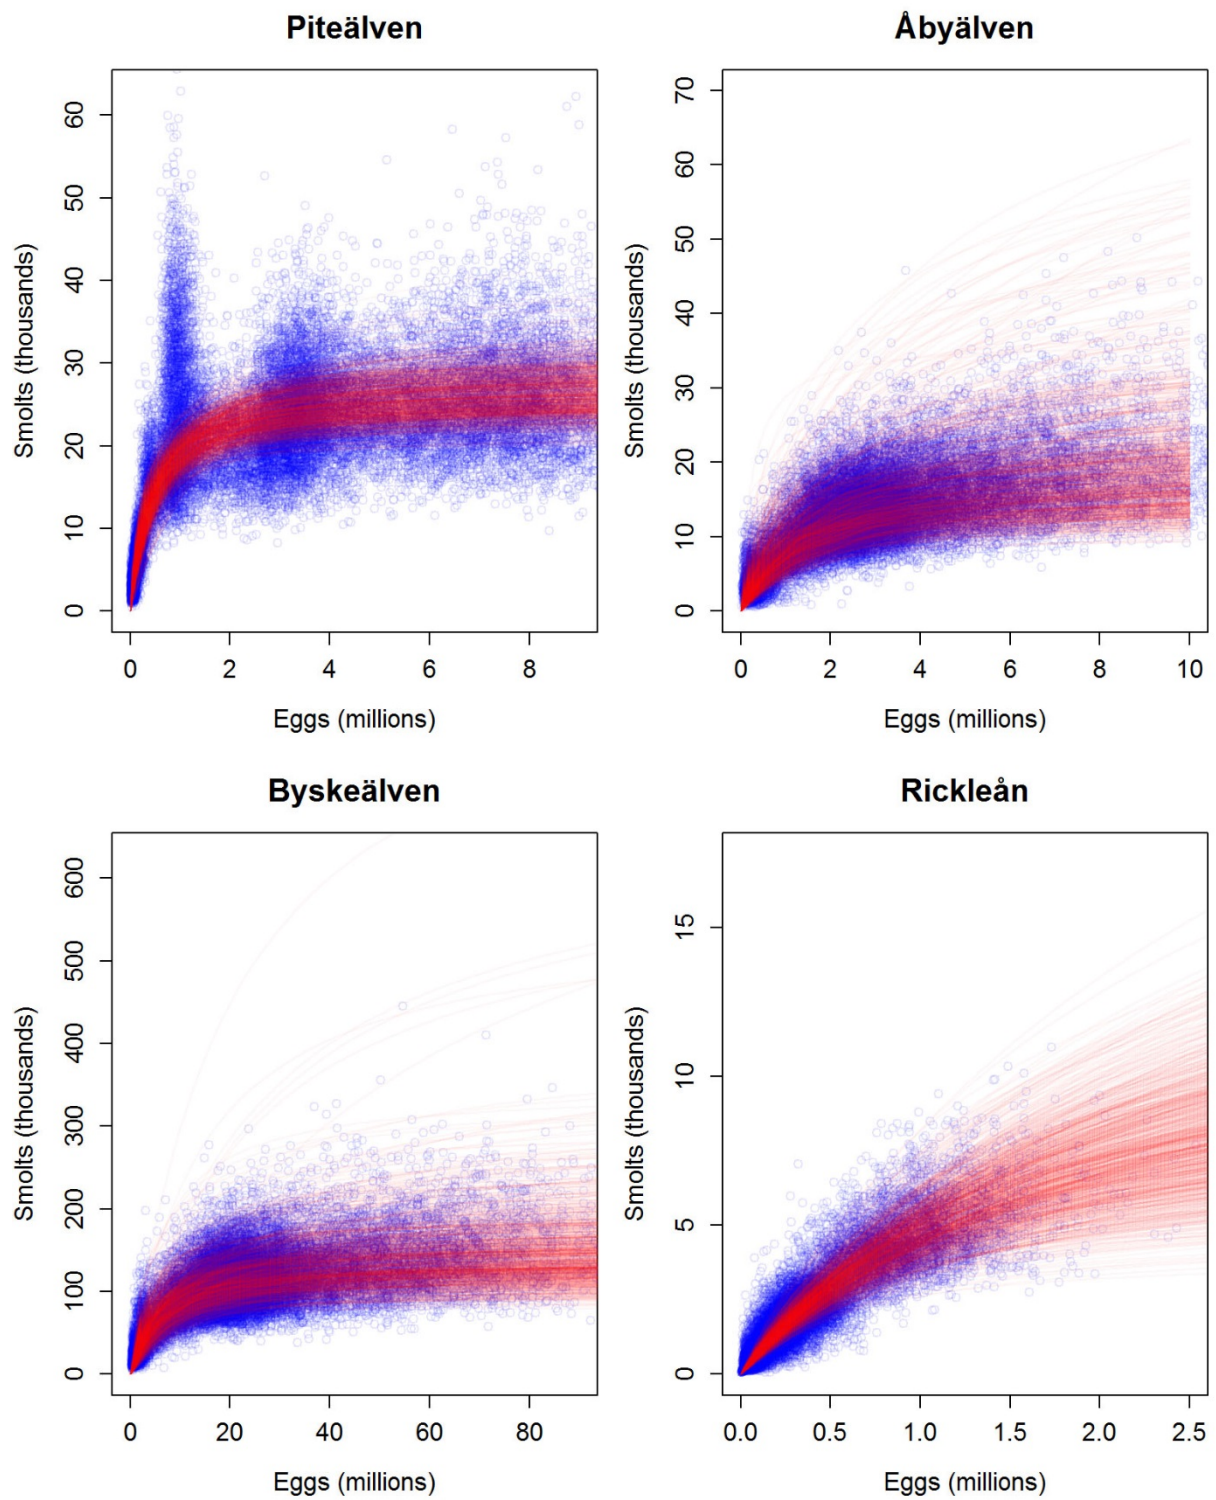 Piteälven
60
50
40
30
20
10
0
Smolts (thousands)
0 2 4 6 8
Eggs (millions)
Åbyälven
70
60
50
40
30
20
10
0
Smolts (thousands)
0 2 4 6 8 10
Eggs (millions)
Byskeälven
600
500
400
300
200
100
0
Smolts (thousands)
0 20 40 60 80
Eggs (millions)
Rickleån
15
10
5
0
Smolts (thousands)
0.0 0.5 1.0 1.5 2.0 2.5
Eggs (millions)